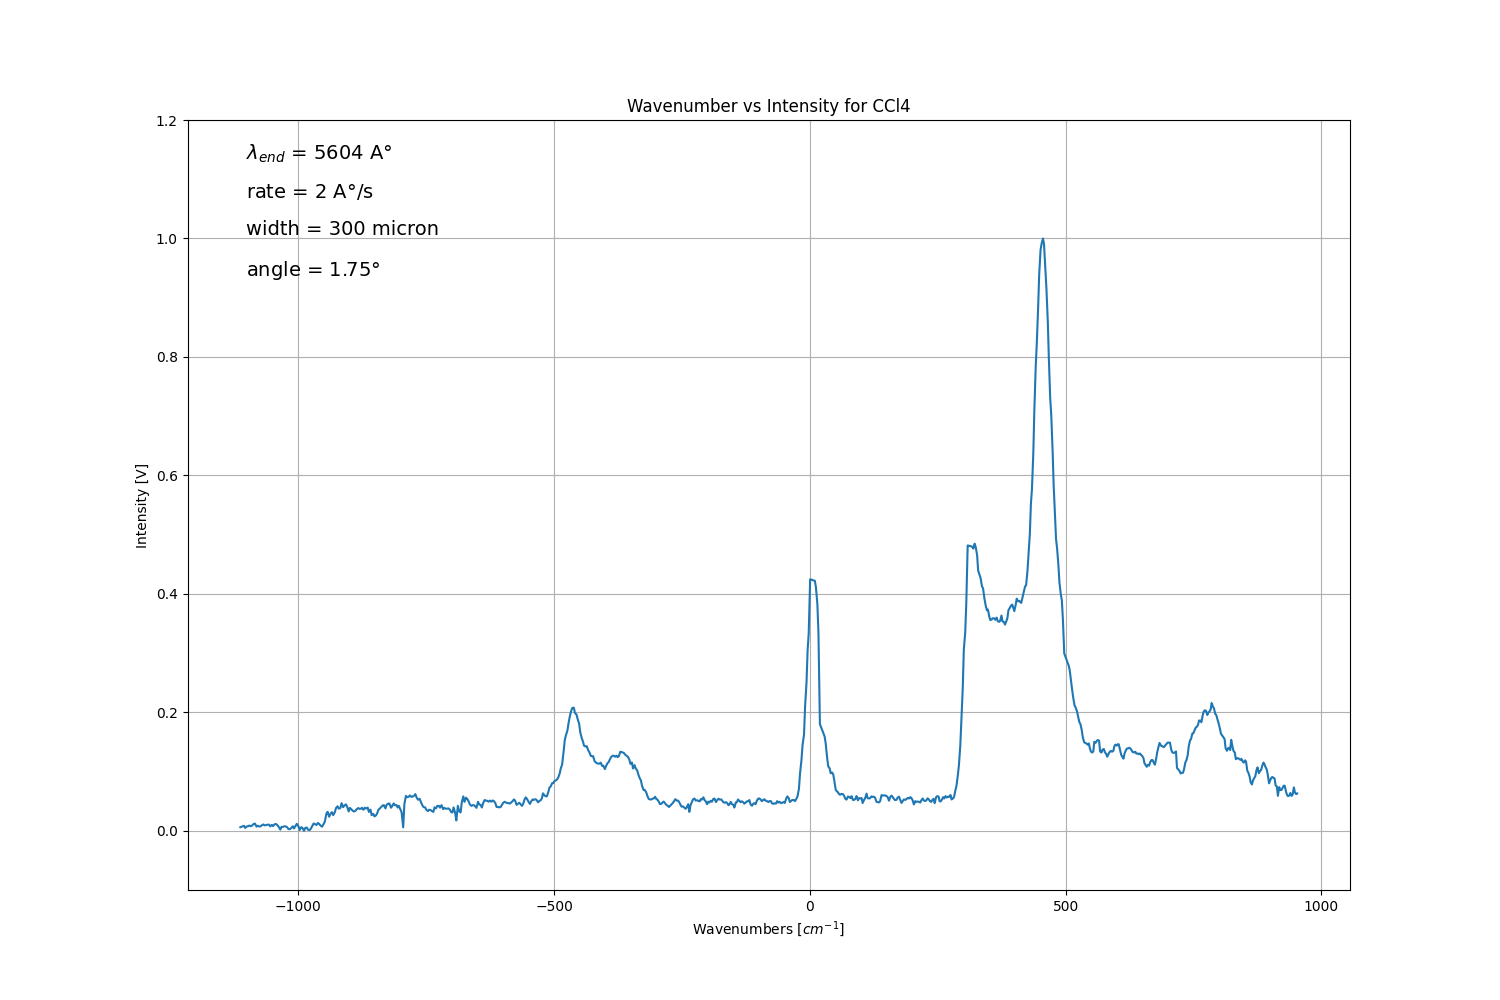 Wavenumber vs Intensity for CCl4
λend = 5604 A°
rate = 2 A°/s
width = 300 micron
angle = 1.75°
Intensity [V]
1.2
1.0
0.8
0.6
0.4
0.2
0.0
−1000 −500 0 500 1000
Wavenumbers [cm⁻¹]